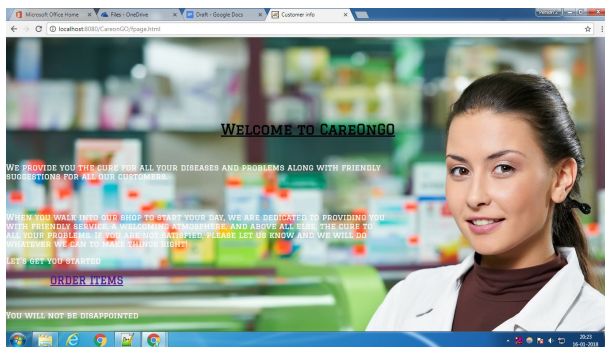 Microsoft Office Home
Files - OneDrive
Draft - Google Docs
Customer info
localhost:8080/CareonGO/fpage.html
Welcome to CareOnGO
We provide you the cure for all your diseases and problems along with friendly
suggestions for all our customers.
When you walk into our shop to start your day, we are dedicated to providing you
with friendly service, a welcoming atmosphere, and above all else, the cure to
all your problems. If you are not satisfied, please let us know and we will do
whatever we can to make things right!
Let's get you started
ORDER ITEMS
You will not be disappointed
20:23
16-01-2018